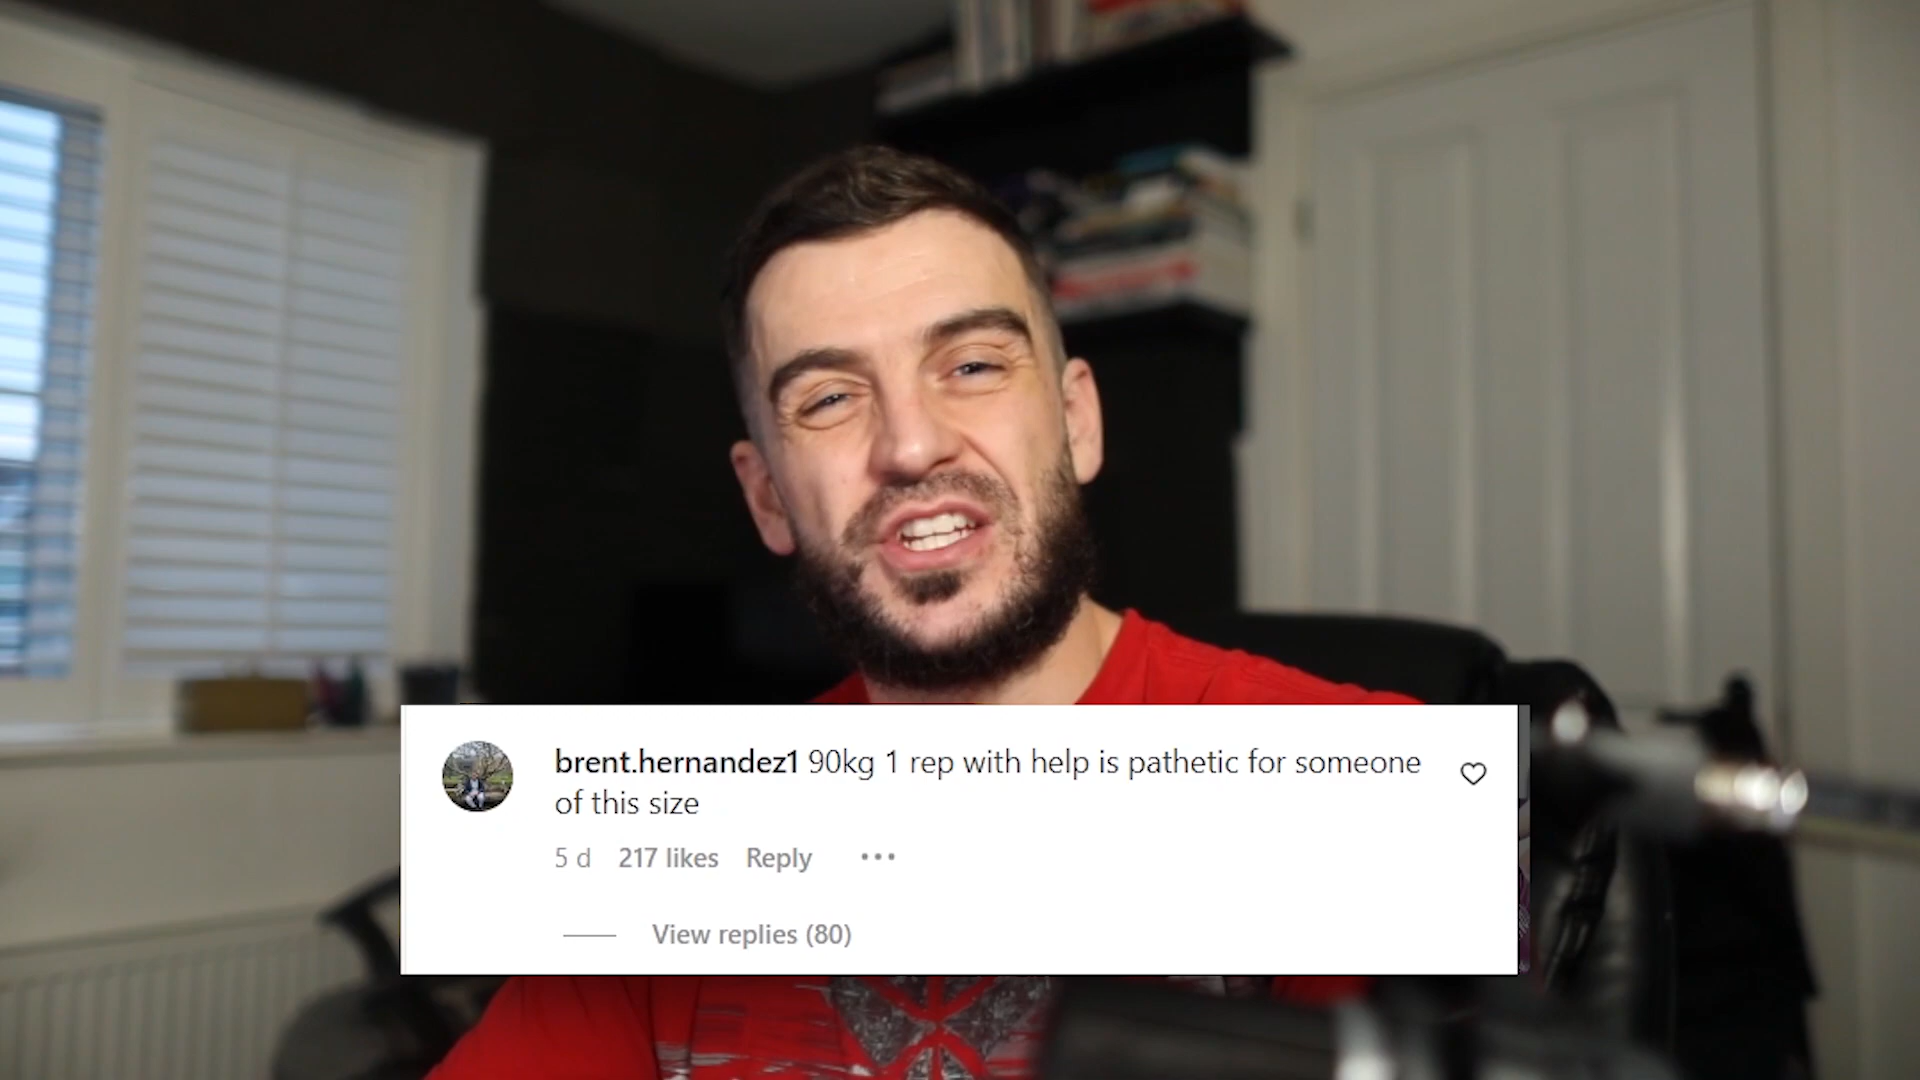 brent.hernandez1 90kg 1 rep with help is pathetic for someone
of this size
5 d 217 likes Reply
View replies (80)